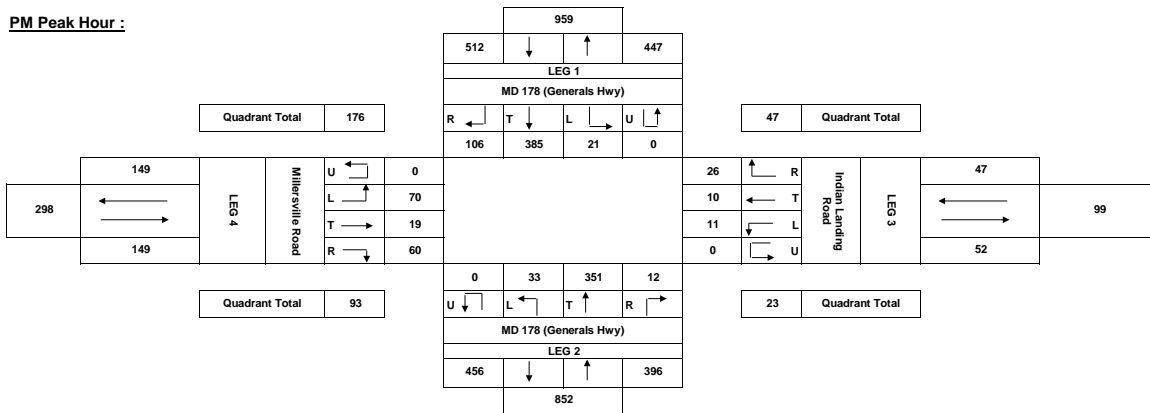 PM Peak Hour :
959
512 447
LEG 1
MD 178 (Generals Hwy)
Quadrant Total 176
R T L U
47 Quadrant Total
106 385 21 0
149
U 0
26 R
47
298
LEG 4
Millersville Road
L 70
10 T
Indian Landing Road
LEG 3
99
T 19
11 L
149
R 60
0 U
52
0 33 351 12
Quadrant Total 93
U L T R
23 Quadrant Total
MD 178 (Generals Hwy)
LEG 2
456 396
852